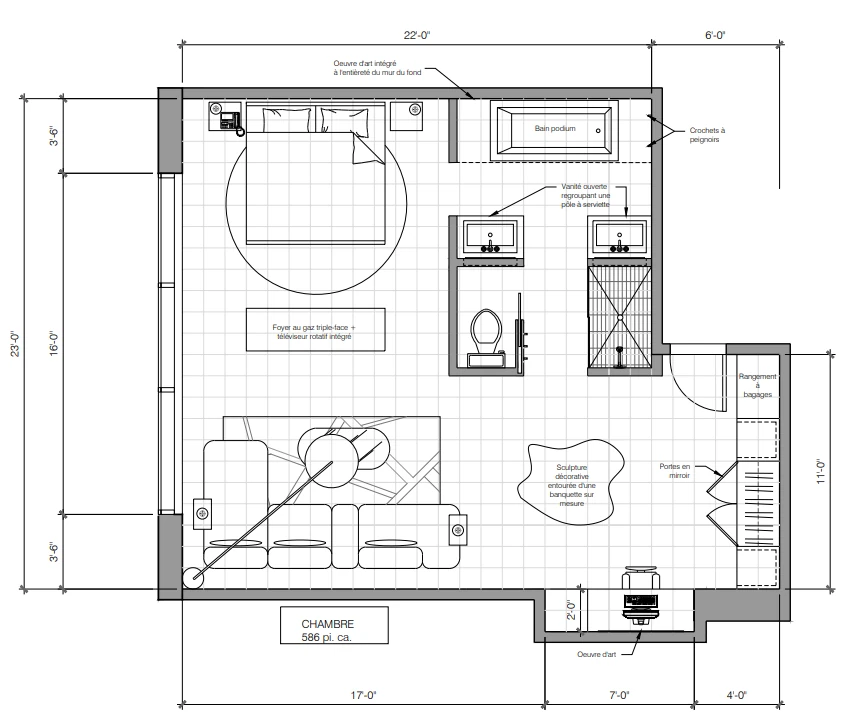 22'-0"
6'-0"
Oeuvre d'art intégré
à l'entièreté du mur du fond
3'-6"
Bain podium
Crochets à
peignoirs
Vanité ouverte
regroupant une
pôle à serviette
23'-0"
16'-0"
Foyer au gaz triple-face +
téléviseur rotatif intégré
Rangement
à
bagages
Portes en
mirroir
Sculpture
décorative
entourée d'une
banquette sur
mesure
11'-0"
3'-6"
2'-0"
CHAMBRE
586 pi. ca.
Oeuvre d'art
17'-0"
7'-0"
4'-0"